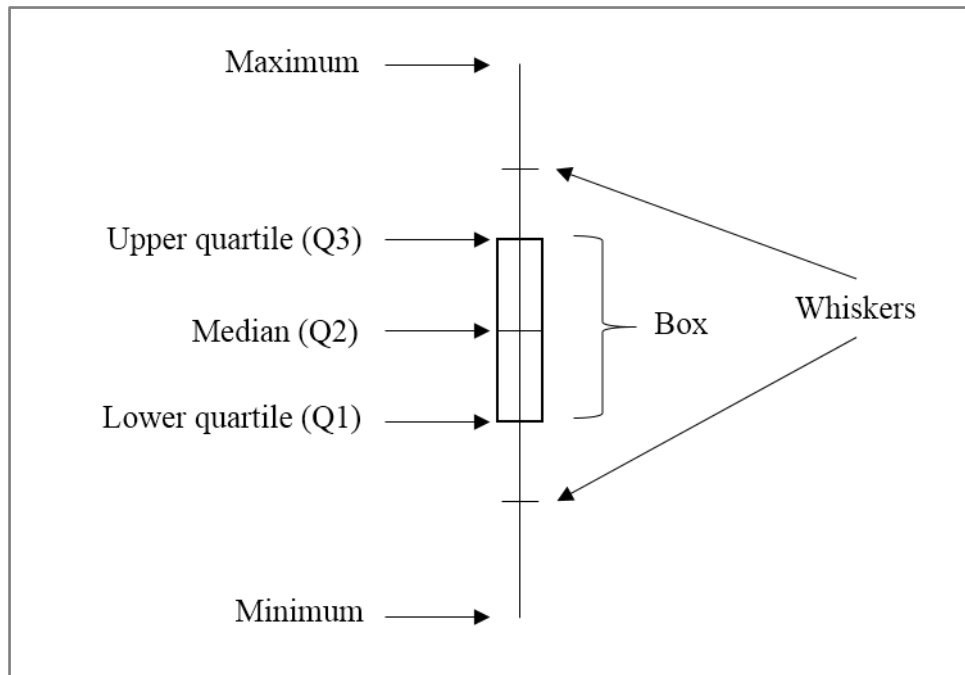 Maximum
Upper quartile (Q3)
Median (Q2)
Lower quartile (Q1)
Minimum
Box
Whiskers